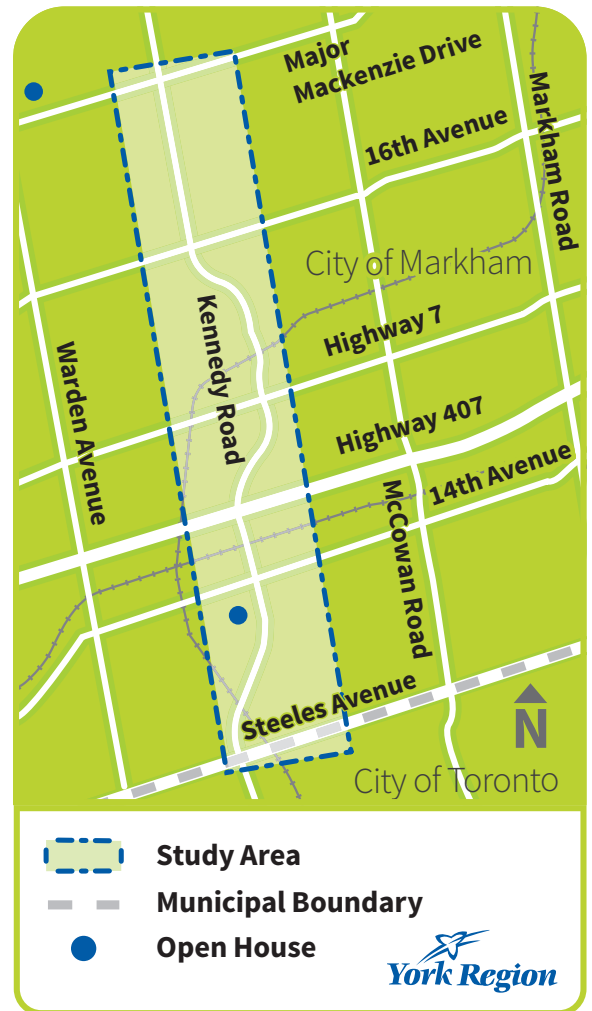 Major
Mackenzie Drive
16th Avenue
Markham Road
City of Markham
Kennedy Road
Highway 7
Warden Avenue
Highway 407
14th Avenue
McCowan Road
Steeles Avenue
N
City of Toronto
Study Area
Municipal Boundary
Open House
York Region